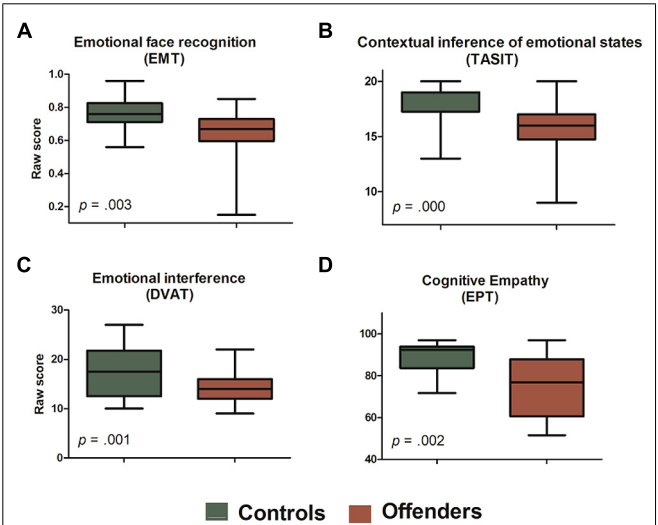 A
Emotional face recognition
(EMT)
1.0
0.8
0.6
0.4
0.2
Raw score
p = .003
B
Contextual inference of emotional states
(TASIT)
20
15
10
p = .000
C
Emotional interference
(DVAT)
30
20
10
0
Raw score
p = .001
D
Cognitive Empathy
(EPT)
100
80
60
40
p = .002
Controls
Offenders